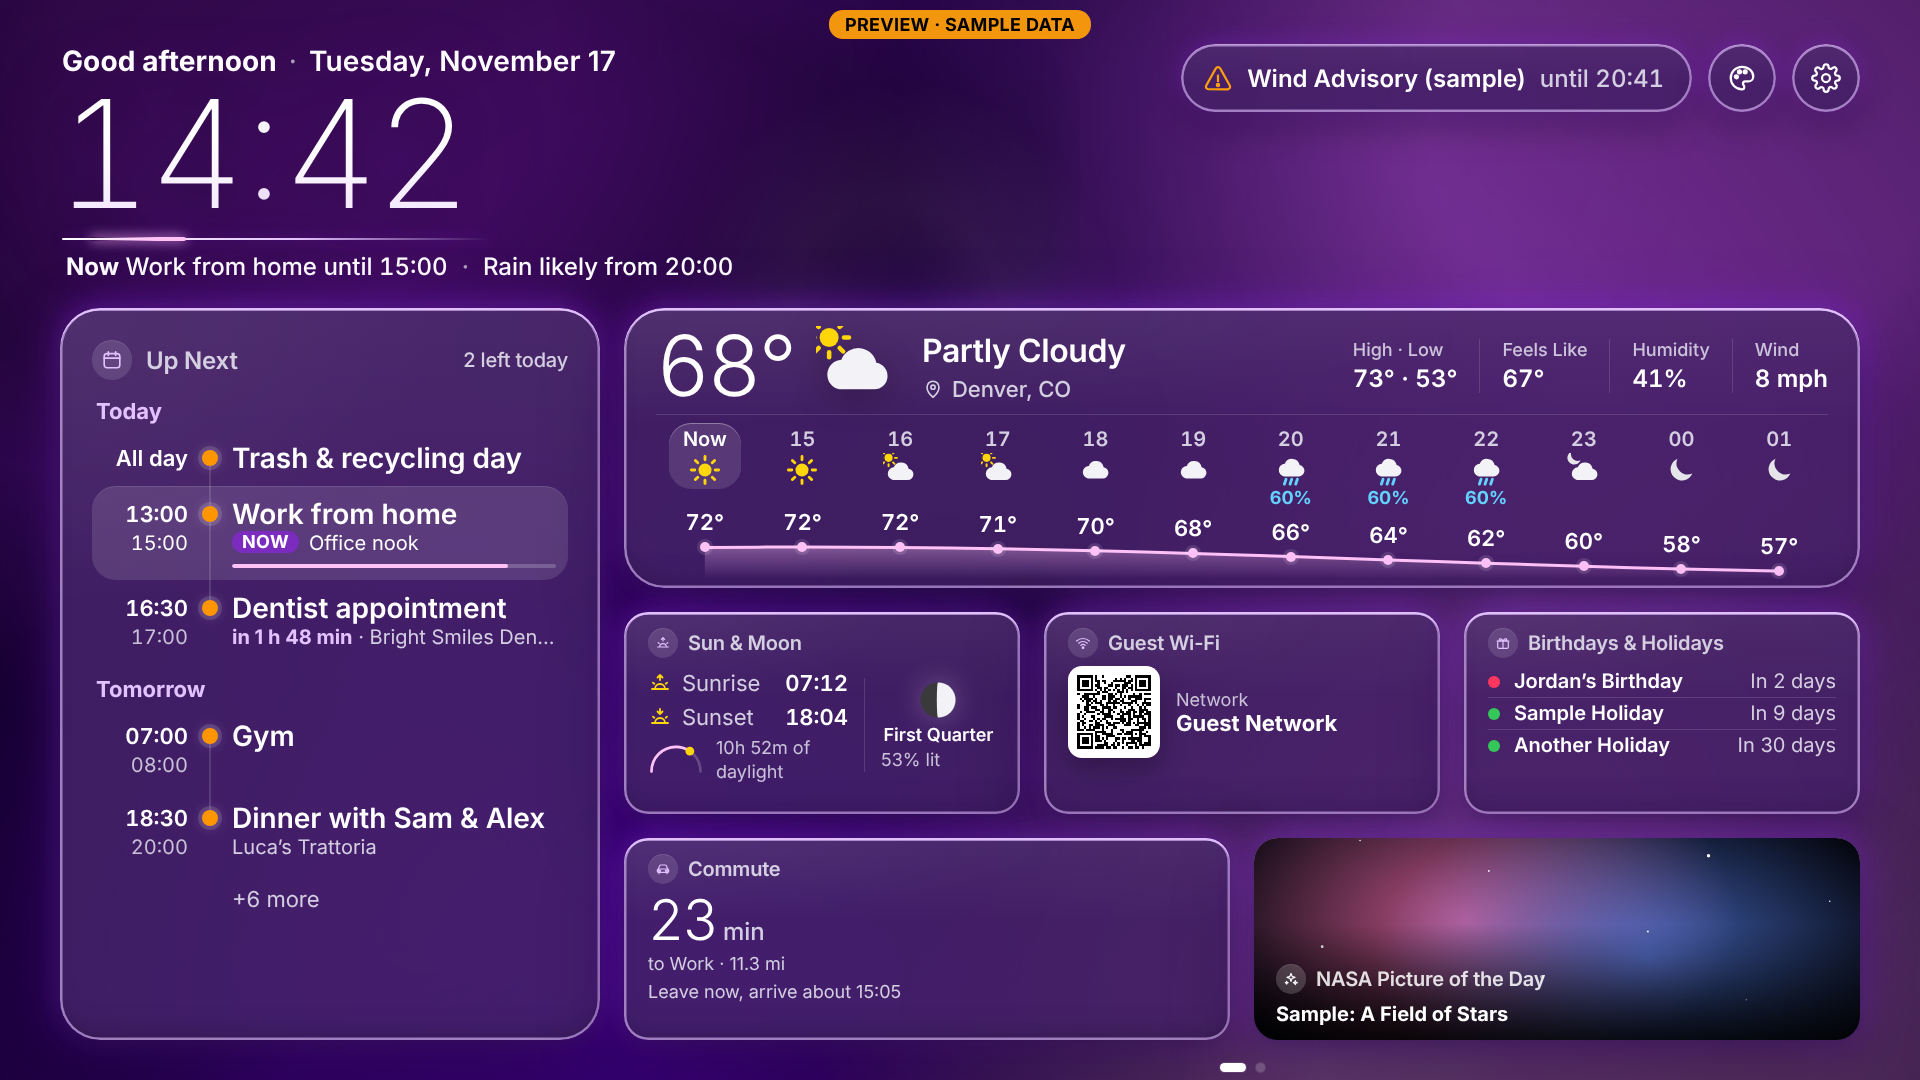 PREVIEW · SAMPLE DATA
Good afternoon · Tuesday, November 17
14:42
Now Work from home until 15:00 · Rain likely from 20:00
Wind Advisory (sample) until 20:41
Up Next 2 left today
Today
All day Trash & recycling day
13:00 Work from home
15:00 NOW Office nook
16:30 Dentist appointment
17:00 in 1 h 48 min · Bright Smiles Den…
Tomorrow
07:00 Gym
08:00
18:30 Dinner with Sam & Alex
20:00 Luca’s Trattoria
+6 more
68° Partly Cloudy
Denver, CO
High · Low Feels Like Humidity Wind
73° · 53° 67° 41% 8 mph
Now 15 16 17 18 19 20 21 22 23 00 01
60% 60% 60%
72° 72° 72° 71° 70° 68° 66° 64° 62° 60° 58° 57°
Sun & Moon
Sunrise 07:12
Sunset 18:04
10h 52m of
daylight
First Quarter
53% lit
Guest Wi-Fi
Network
Guest Network
Birthdays & Holidays
Jordan’s Birthday In 2 days
Sample Holiday In 9 days
Another Holiday In 30 days
Commute
23 min
to Work · 11.3 mi
Leave now, arrive about 15:05
NASA Picture of the Day
Sample: A Field of Stars